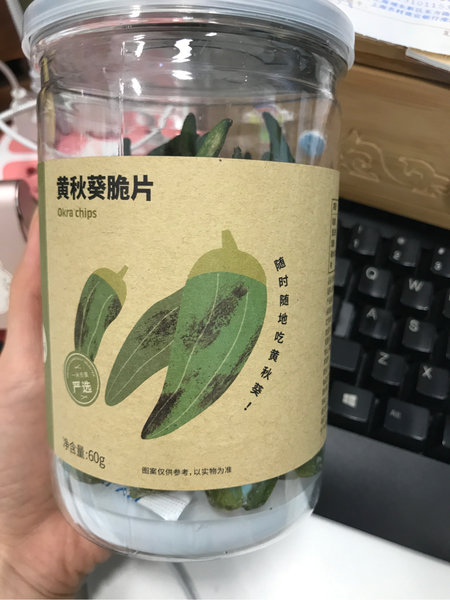 黄秋葵脆片
Okra chips
随时随地吃黄秋葵！
严选
净含量:60g
图案仅供参考，以实物为准
Q
A
W
S
Z
Alt